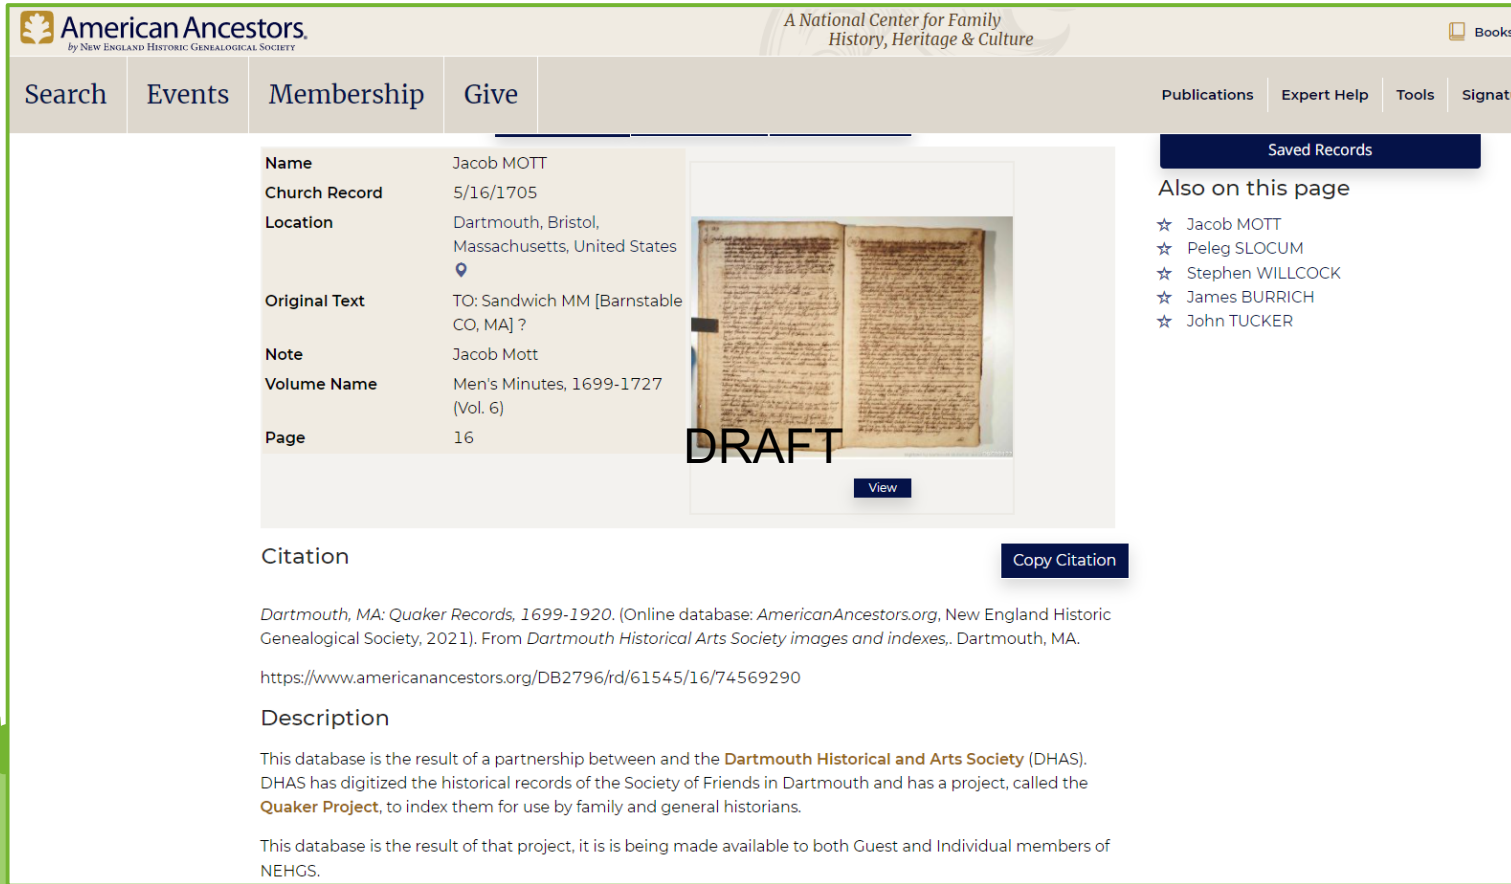 American Ancestors.
by New England Historic Genealogical Society
A National Center for Family
History, Heritage & Culture
Books
Search Events Membership Give
Publications Expert Help Tools Signat
Saved Records
Name Jacob MOTT
Church Record 5/16/1705
Location Dartmouth, Bristol,
Massachusetts, United States
Original Text TO: Sandwich MM [Barnstable
CO, MA] ?
Note Jacob Mott
Volume Name Men's Minutes, 1699-1727
(Vol. 6)
Page 16
DRAFT
View
Also on this page
Jacob MOTT
Peleg SLOCUM
Stephen WILLCOCK
James BURRICH
John TUCKER
Citation
Copy Citation
Dartmouth, MA: Quaker Records, 1699-1920. (Online database: AmericanAncestors.org, New England Historic
Genealogical Society, 2021). From Dartmouth Historical Arts Society images and indexes,. Dartmouth, MA.
https://www.americanancestors.org/DB2796/rd/61545/16/74569290
Description
This database is the result of a partnership between and the Dartmouth Historical and Arts Society (DHAS).
DHAS has digitized the historical records of the Society of Friends in Dartmouth and has a project, called the
Quaker Project, to index them for use by family and general historians.
This database is the result of that project, it is is being made available to both Guest and Individual members of
NEHGS.